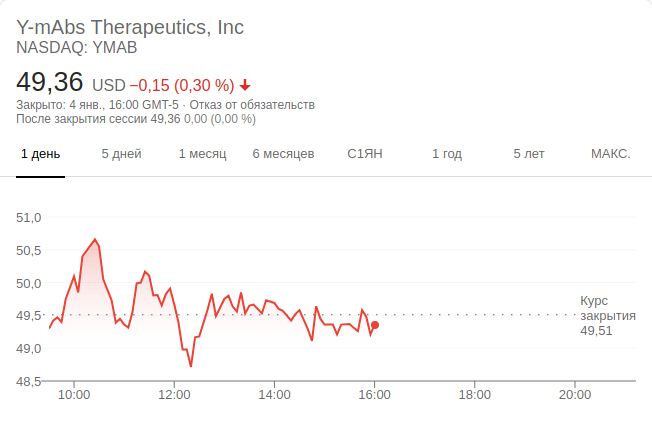 Y-mAbs Therapeutics, Inc
NASDAQ: YMAB
49,36 USD −0,15 (0,30 %)
Закрыто: 4 янв., 16:00 GMT-5 · Отказ от обязательств
После закрытия сессии 49,36 0,00 (0,00 %)
1 день 5 дней 1 месяц 6 месяцев С1ЯН 1 год 5 лет МАКС.
51,0
50,5
50,0
49,5
49,0
48,5
Курс
закрытия
49,51
10:00 12:00 14:00 16:00 18:00 20:00